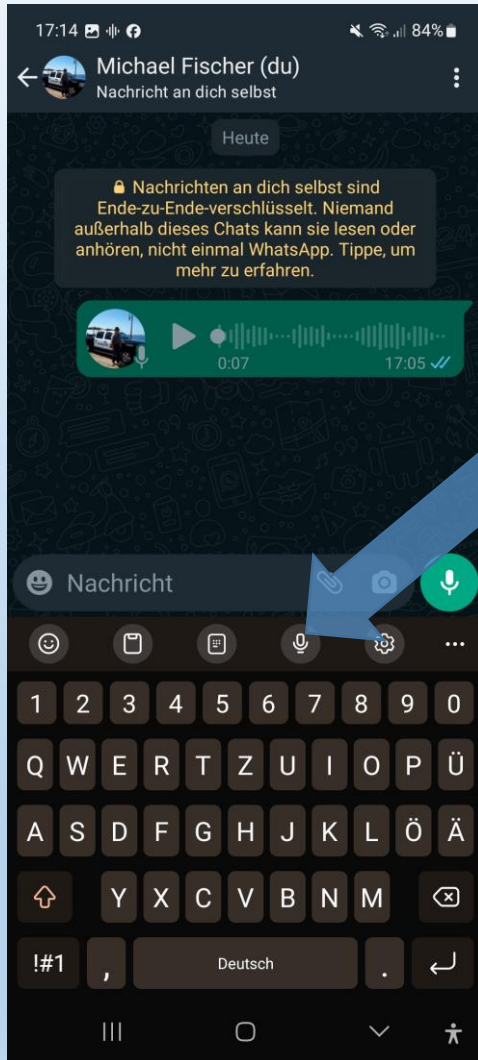 17:14 84%
Michael Fischer (du)
Nachricht an dich selbst
Heute
Nachrichten an dich selbst sind
Ende-zu-Ende-verschlüsselt. Niemand
außerhalb dieses Chats kann sie lesen oder
anhören, nicht einmal WhatsApp. Tippe, um
mehr zu erfahren.
0:07 17:05
Nachricht
1 2 3 4 5 6 7 8 9 0
Q W E R T Z U I O P Ü
A S D F G H J K L Ö Ä
Y X C V B N M
!#1 , Deutsch .